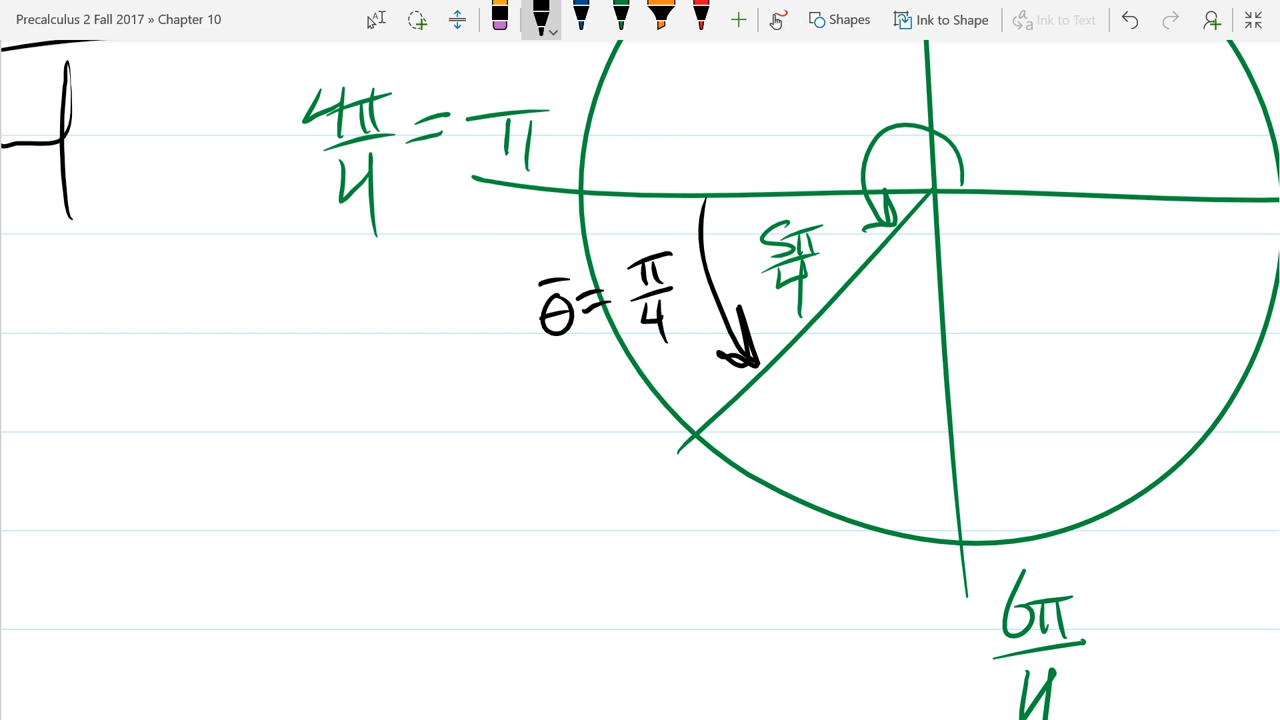 Precalculus 2 Fall 2017 » Chapter 10
Shapes
Ink to Shape
Ink to Text
4π/4 = π
5π/4
θ̄ = π/4
6π/4